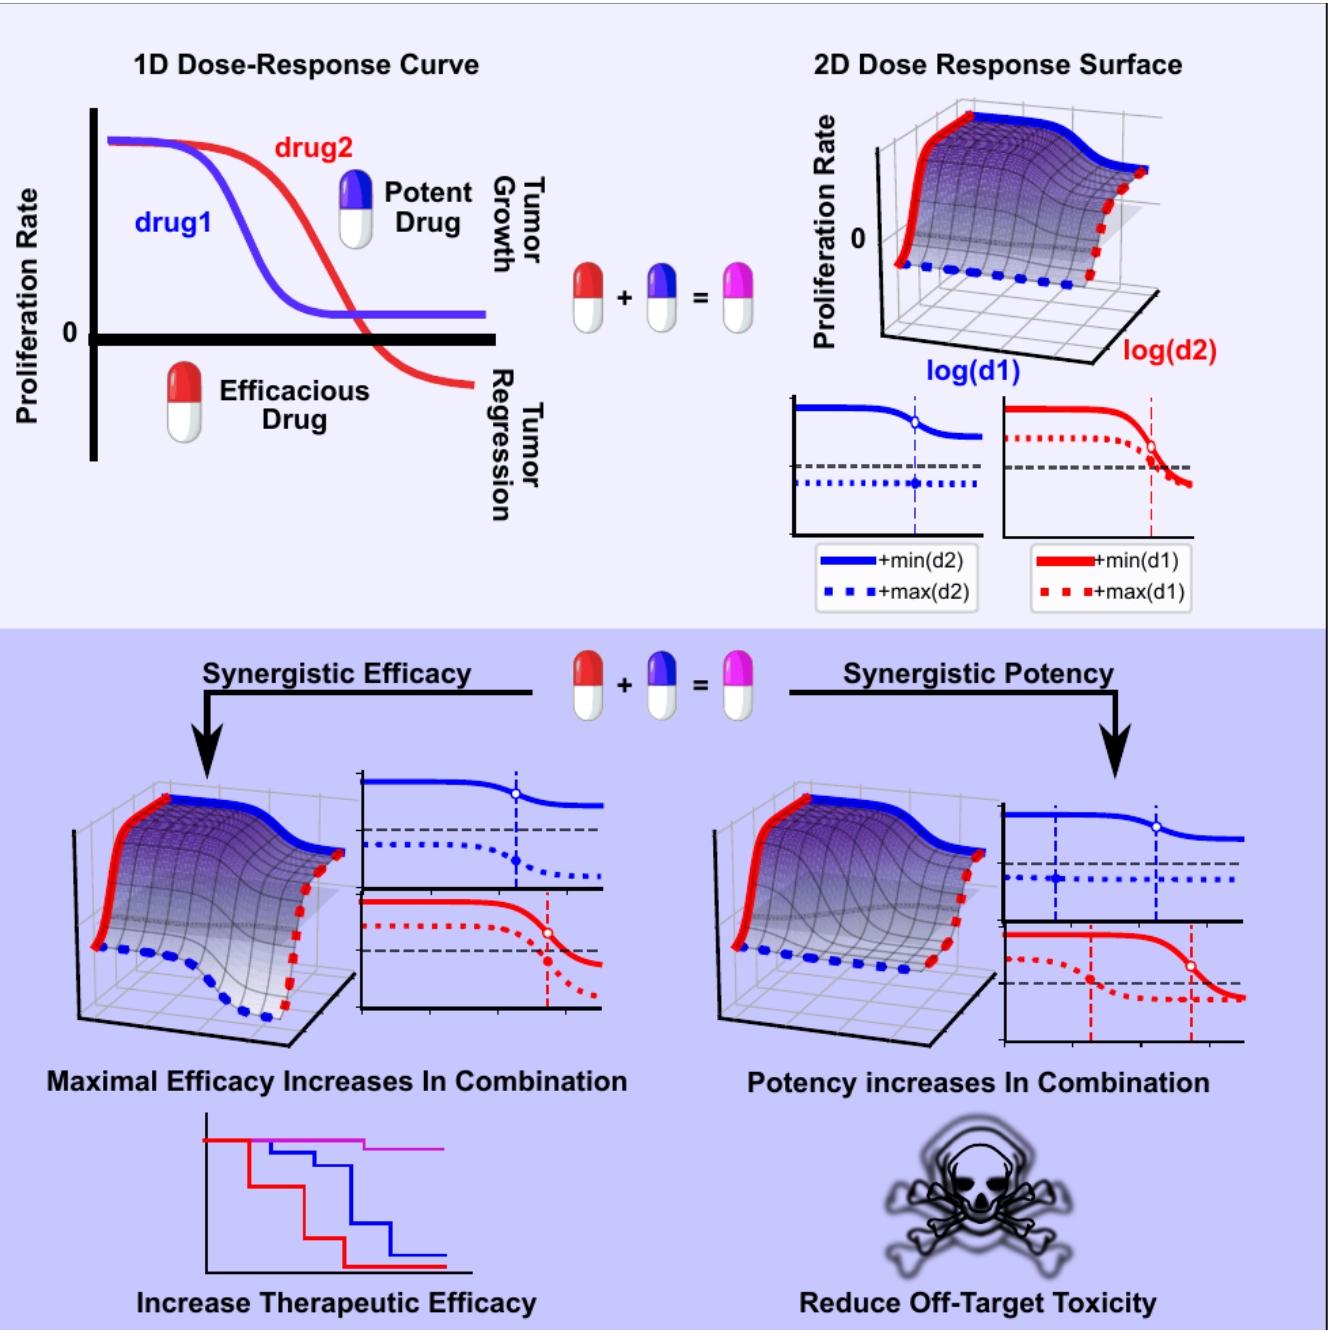 1D Dose-Response Curve
Proliferation Rate
0
drug1
drug2
Potent
Drug
Efficacious
Drug
Tumor
Growth
Tumor
Regression
+ =
2D Dose Response Surface
Proliferation Rate
0
log(d1)
log(d2)
+min(d2)
+max(d2)
+min(d1)
+max(d1)
Synergistic Efficacy
+ =
Synergistic Potency
Maximal Efficacy Increases In Combination
Potency increases In Combination
Increase Therapeutic Efficacy
Reduce Off-Target Toxicity